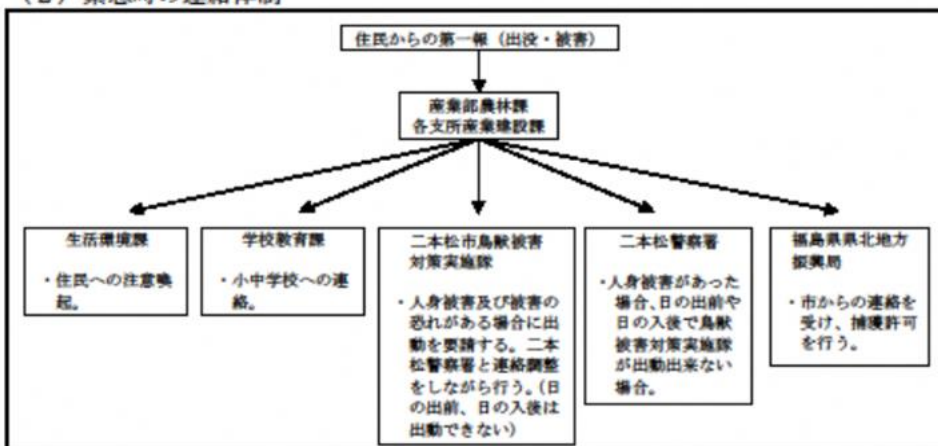 （２）緊急時の連絡体制
住民からの第一報（出没・被害）
産業部農林課
各支所産業建設課
生活環境課
・住民への注意喚
起。
学校教育課
・小中学校への連
絡。
二本松市鳥獣被害
対策実施隊
・人身被害及び被害の
恐れがある場合に出
動を要請する。二本
松警察署と連絡調整
をしながら行う。（日
の出前、日の入後は
出動できない）
二本松警察署
・人身被害があった
場合、日の出前や
日の入後で鳥獣
被害対策実施隊
が出動出来ない
場合。
福島県県北地方
振興局
・市からの連絡を
受け、捕獲許可
を行う。